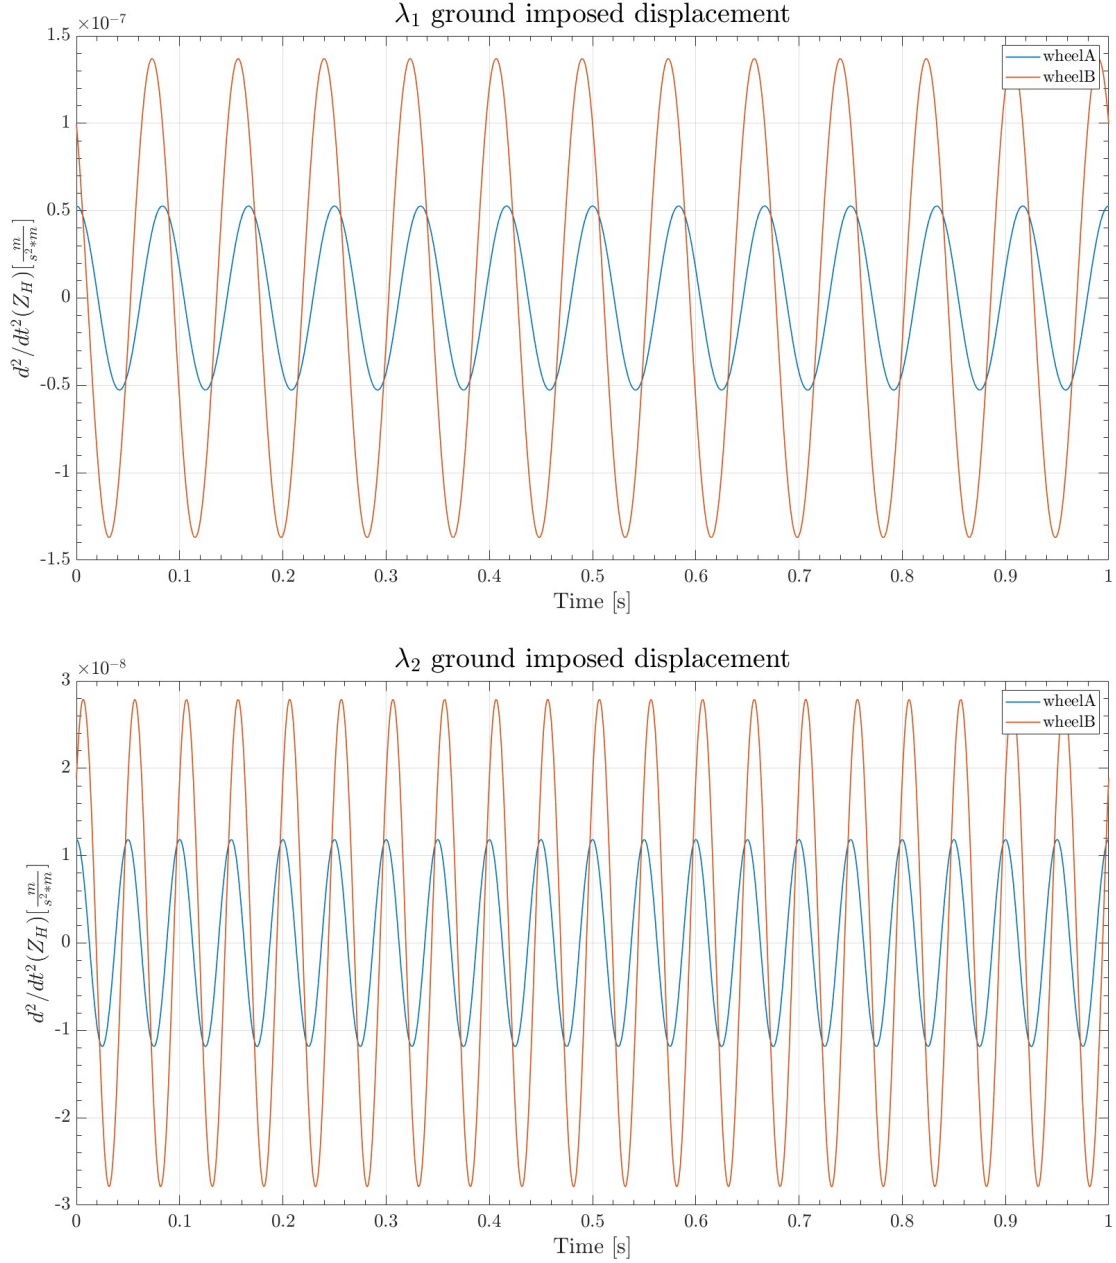 λ₁ ground imposed displacement
×10⁻⁷
1.5
1
0.5
0
-0.5
-1
-1.5
d²/dt²(Z_H)[m/s²*m]
wheelA
wheelB
0 0.1 0.2 0.3 0.4 0.5 0.6 0.7 0.8 0.9 1
Time [s]
λ₂ ground imposed displacement
×10⁻⁸
3
2
1
0
-1
-2
-3
d²/dt²(Z_H)[m/s²*m]
wheelA
wheelB
0 0.1 0.2 0.3 0.4 0.5 0.6 0.7 0.8 0.9 1
Time [s]